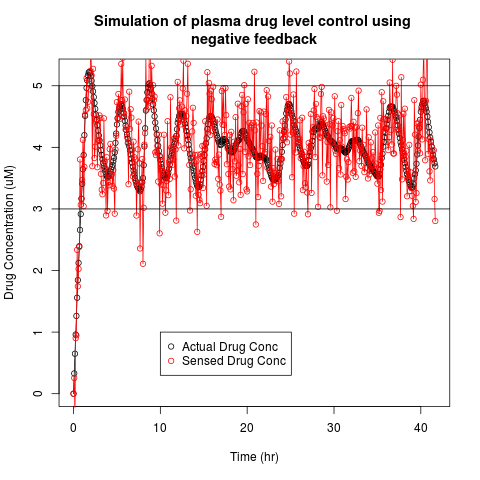 Simulation of plasma drug level control using
negative feedback
Drug Concentration (uM)
5
4
3
2
1
0
Actual Drug Conc
Sensed Drug Conc
0 10 20 30 40
Time (hr)